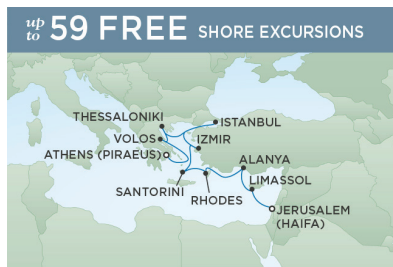 up to 59 FREE SHORE EXCURSIONS
THESSALONIKI
ISTANBUL
VOLOS
IZMIR
ATHENS (PIRAEUS)
ALANYA
LIMASSOL
SANTORINI
RHODES
JERUSALEM
(HAIFA)